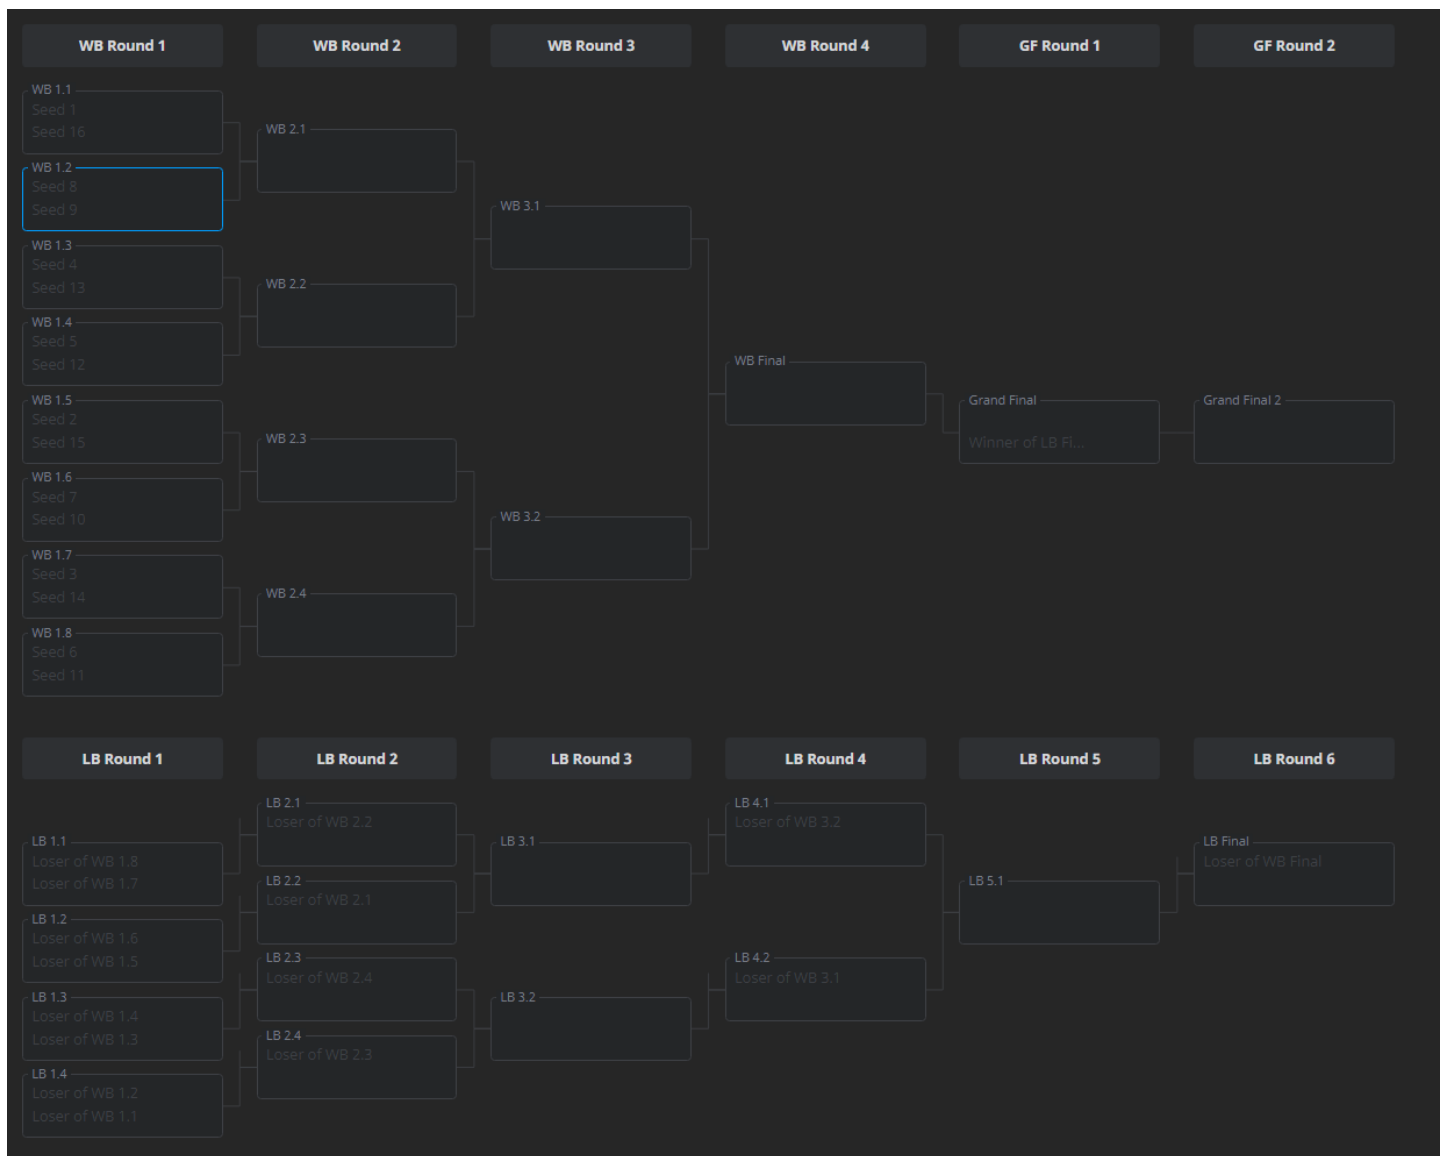 WB Round 1
WB Round 2
WB Round 3
WB Round 4
GF Round 1
GF Round 2
WB 1.1
Seed 1
Seed 16
WB 1.2
Seed 8
Seed 9
WB 1.3
Seed 4
Seed 13
WB 1.4
Seed 5
Seed 12
WB 1.5
Seed 2
Seed 15
WB 1.6
Seed 7
Seed 10
WB 1.7
Seed 3
Seed 14
WB 1.8
Seed 6
Seed 11
WB 2.1
WB 2.2
WB 2.3
WB 2.4
WB 3.1
WB 3.2
WB Final
Grand Final
Winner of LB Fi...
Grand Final 2
LB Round 1
LB Round 2
LB Round 3
LB Round 4
LB Round 5
LB Round 6
LB 1.1
Loser of WB 1.8
Loser of WB 1.7
LB 1.2
Loser of WB 1.6
Loser of WB 1.5
LB 1.3
Loser of WB 1.4
Loser of WB 1.3
LB 1.4
Loser of WB 1.2
Loser of WB 1.1
LB 2.1
Loser of WB 2.2
LB 2.2
Loser of WB 2.1
LB 2.3
Loser of WB 2.4
LB 2.4
Loser of WB 2.3
LB 3.1
LB 3.2
LB 4.1
Loser of WB 3.2
LB 4.2
Loser of WB 3.1
LB 5.1
LB Final
Loser of WB Final